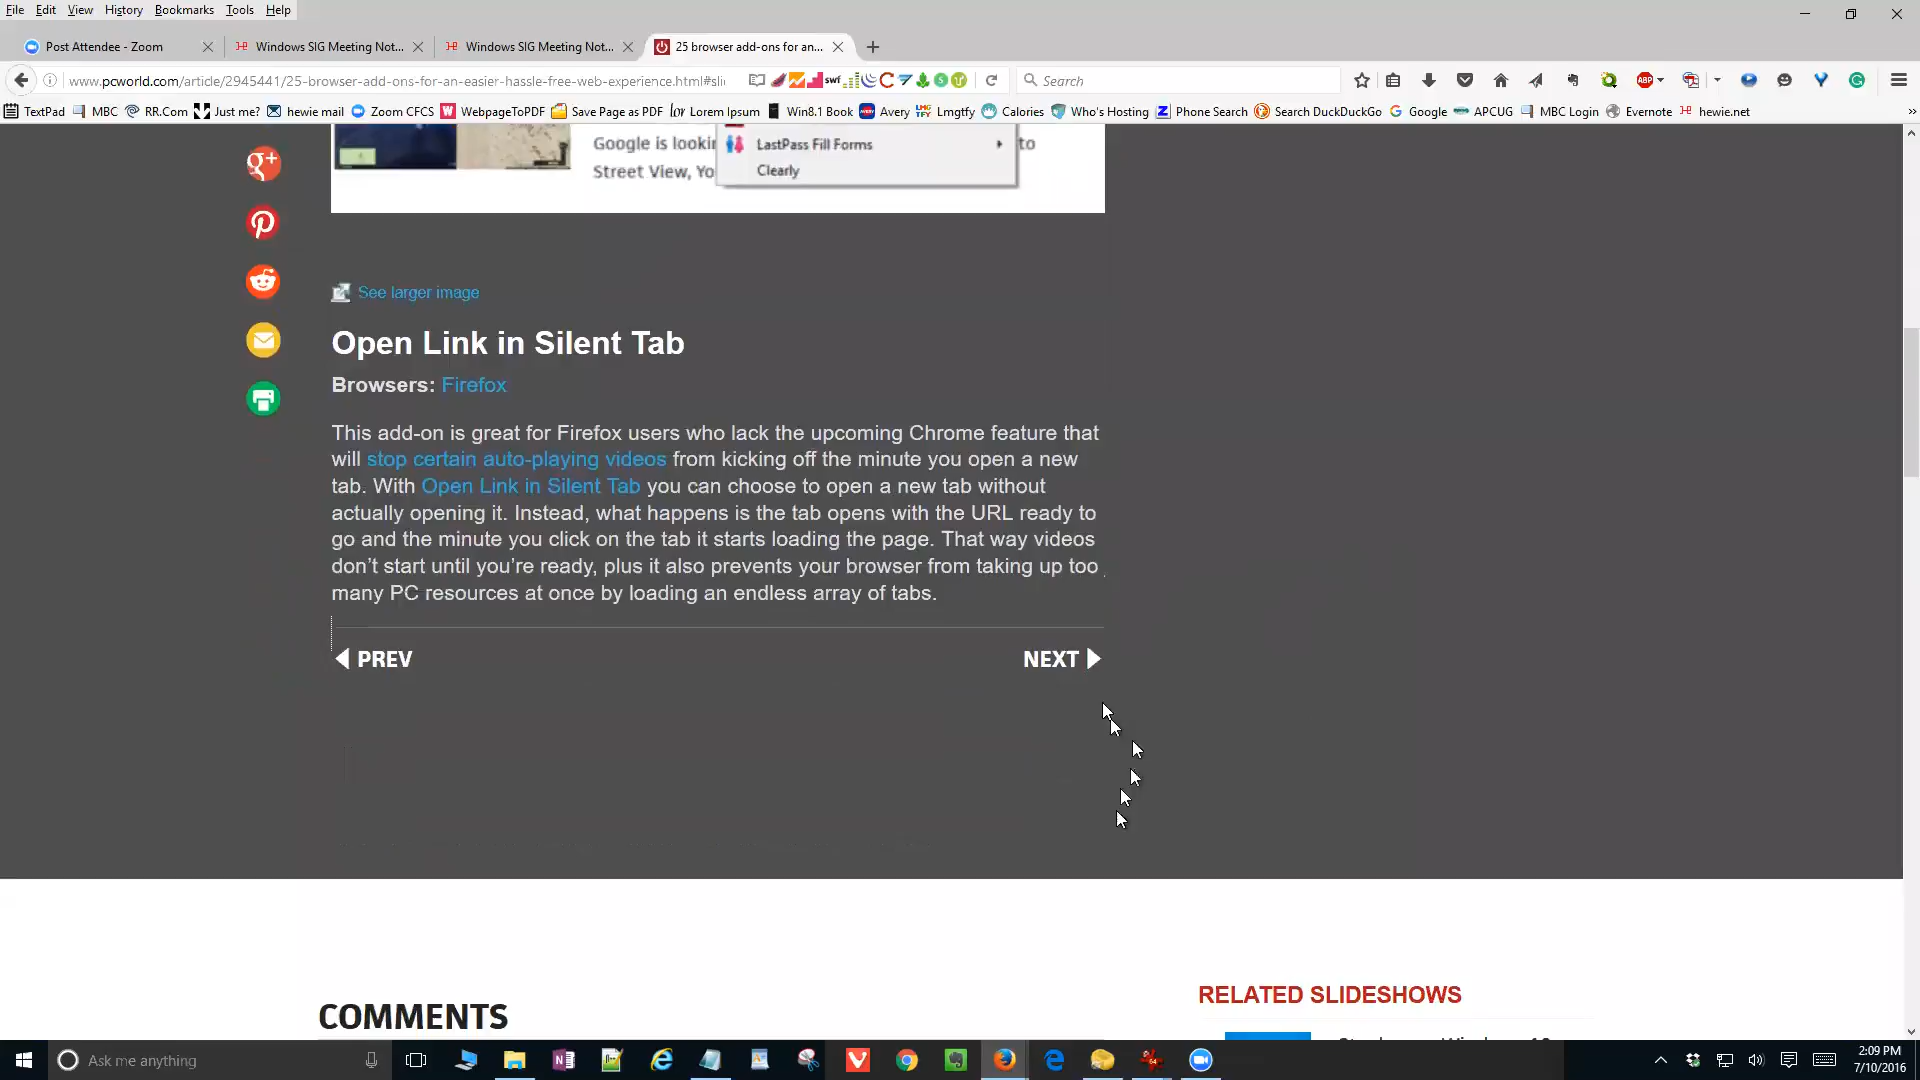 File Edit View History Bookmarks Tools Help
Post Attendee - Zoom
Windows SIG Meeting Not...
Windows SIG Meeting Not...
25 browser add-ons for an...
www.pcworld.com/article/2945441/25-browser-add-ons-for-an-easier-hassle-free-web-experience.html#sli
swf
Search
ABP
TextPad MBC RR.Com Just me? hewie mail Zoom CFCS WebpageToPDF Save Page as PDF Lorem Ipsum Win8.1 Book Avery Lmgtfy Calories Who's Hosting Phone Search Search DuckDuckGo Google APCUG MBC Login Evernote hewie.net
Google is lookin
LastPass Fill Forms
to
Street View, Yo
Clearly
See larger image
Open Link in Silent Tab
Browsers: Firefox
This add-on is great for Firefox users who lack the upcoming Chrome feature that
will stop certain auto-playing videos from kicking off the minute you open a new
tab. With Open Link in Silent Tab you can choose to open a new tab without
actually opening it. Instead, what happens is the tab opens with the URL ready to
go and the minute you click on the tab it starts loading the page. That way videos
don’t start until you’re ready, plus it also prevents your browser from taking up too
many PC resources at once by loading an endless array of tabs.
PREV
NEXT
RELATED SLIDESHOWS
COMMENTS
Ask me anything
2:09 PM
7/10/2016